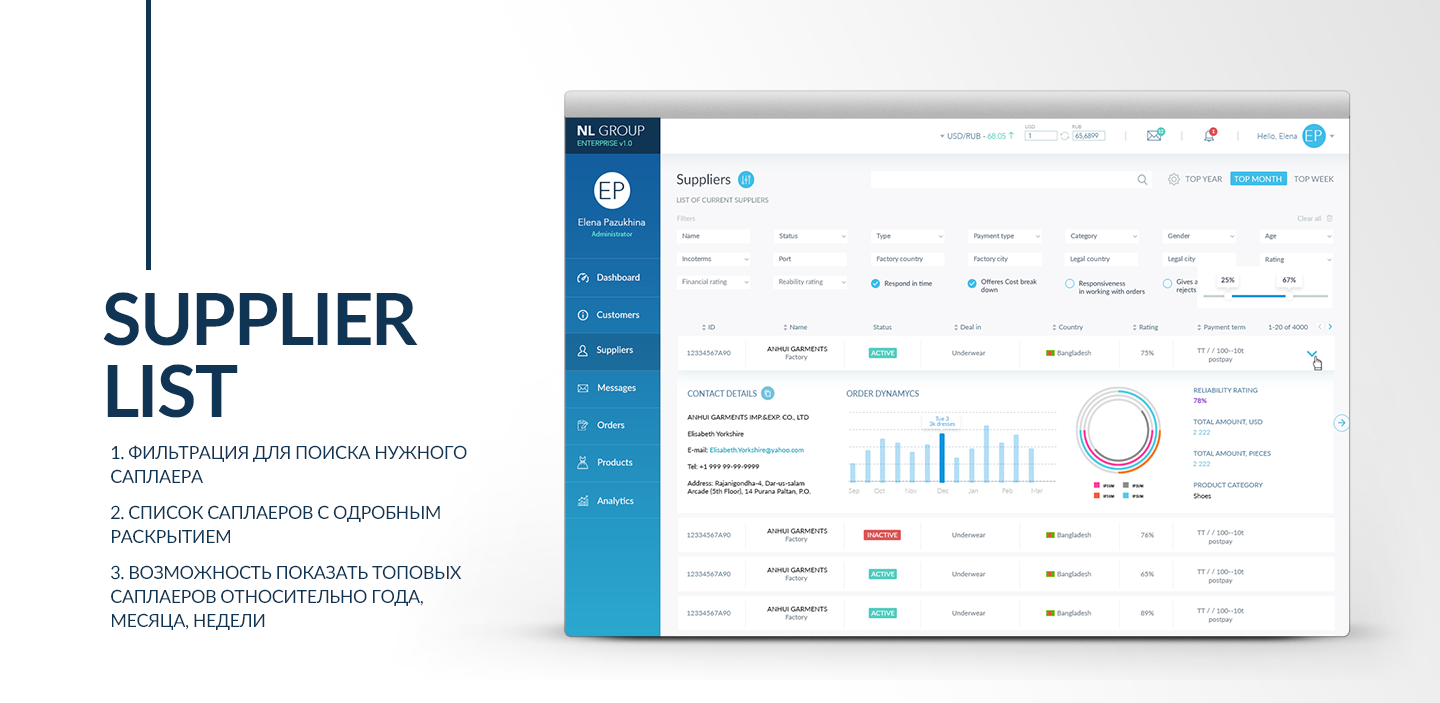 SUPPLIER
LIST
1. ФИЛЬТРАЦИЯ ДЛЯ ПОИСКА НУЖНОГО
САПЛАЕРА
2. СПИСОК САПЛАЕРОВ С ОДРОБНЫМ
РАСКРЫТИЕМ
3. ВОЗМОЖНОСТЬ ПОКАЗАТЬ ТОПОВЫХ
САПЛАЕРОВ ОТНОСИТЕЛЬНО ГОДА,
МЕСЯЦА, НЕДЕЛИ
NL GROUP
ENTERPRISE v1.0
EP
Elena Pazukhina
Administrator
Dashboard
Customers
Suppliers
Messages
Orders
Products
Analytics
USD RUB
USD/RUB - 68.05 ↑ 1 65,6899 Hello, Elena EP
Suppliers TOP YEAR TOP MONTH TOP WEEK
LIST OF CURRENT SUPPLIERS
Filters Clear all
Name Status Type Payment type Category Gender Age
Incoterms Port Factory country Factory city Legal country Legal city Rating
Financial rating Reability rating Respond in time Offeres Cost break
down Responsiveness
in working with orders Gives a
rejects 25% 67%
ID Name Status Deal in Country Rating Payment term 1-20 of 4000
12334567A90 ANHUI GARMENTS
Factory ACTIVE Underwear Bangladesh 75% TT / / 100--10t
postpay
CONTACT DETAILS
ANHUI GARMENTS IMP.&EXP. CO., LTD
Elisabeth Yorkshire
E-mail: Elisabeth.Yorkshire@yahoo.com
Tel: +1 999 99-99-9999
Address: Rajanigondha-4, Dar-us-salam
Arcade (5th Floor), 14 Purana Paltan, P.O.
ORDER DYNAMYCS
Tue 3
3k dresses
Sep Oct Nov Dec Jan Feb Mar
RELIABILITY RATING
78%
TOTAL AMOUNT, USD
2 222
TOTAL AMOUNT, PIECES
2 222
PRODUCT CATEGORY
Shoes
12334567A90 ANHUI GARMENTS
Factory INACTIVE Underwear Bangladesh 76% TT / / 100--10t
postpay
12334567A90 ANHUI GARMENTS
Factory ACTIVE Underwear Bangladesh 65% TT / / 100--10t
postpay
12334567A90 ANHUI GARMENTS
Factory ACTIVE Underwear Bangladesh 89% TT / / 100--10t
postpay